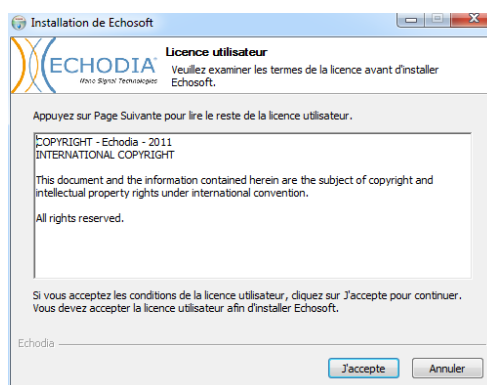 Installation de Echosoft
ECHODIA
Nano Signal Technologies
Licence utilisateur
Veuillez examiner les termes de la licence avant d'installer
Echosoft.
Appuyez sur Page Suivante pour lire le reste de la licence utilisateur.
COPYRIGHT - Echodia - 2011
INTERNATIONAL COPYRIGHT
This document and the information contained herein are the subject of copyright and
intellectual property rights under international convention.
All rights reserved.
Si vous acceptez les conditions de la licence utilisateur, cliquez sur J'accepte pour continuer.
Vous devez accepter la licence utilisateur afin d'installer Echosoft.
Echodia
J'accepte
Annuler